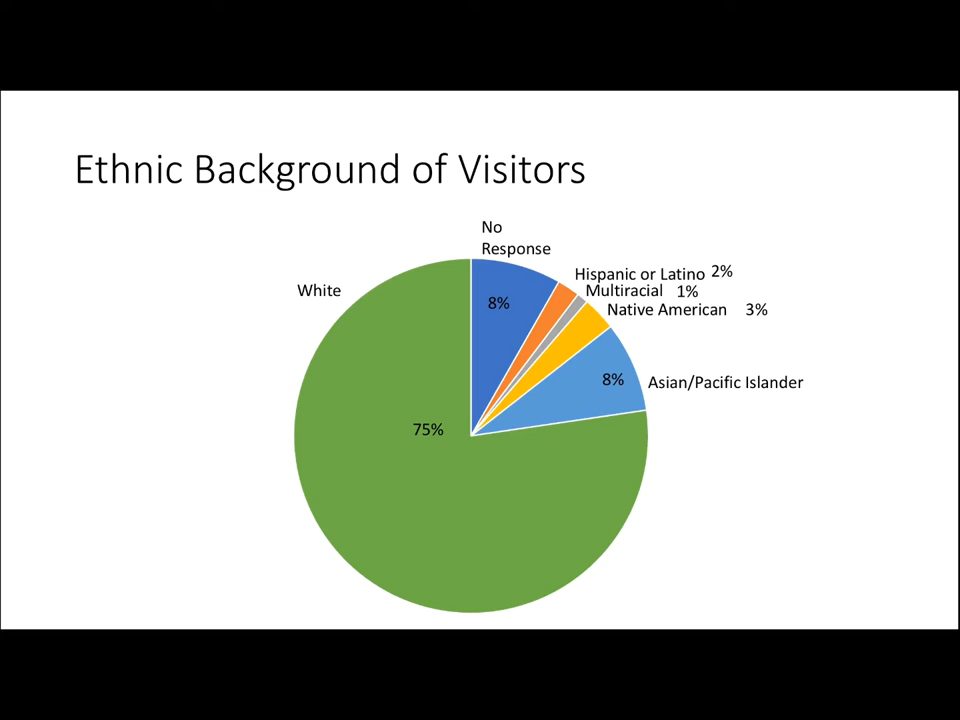 Ethnic Background of Visitors
No
Response
Hispanic or Latino 2%
White
Multiracial 1%
8%
Native American 3%
8%
Asian/Pacific Islander
75%